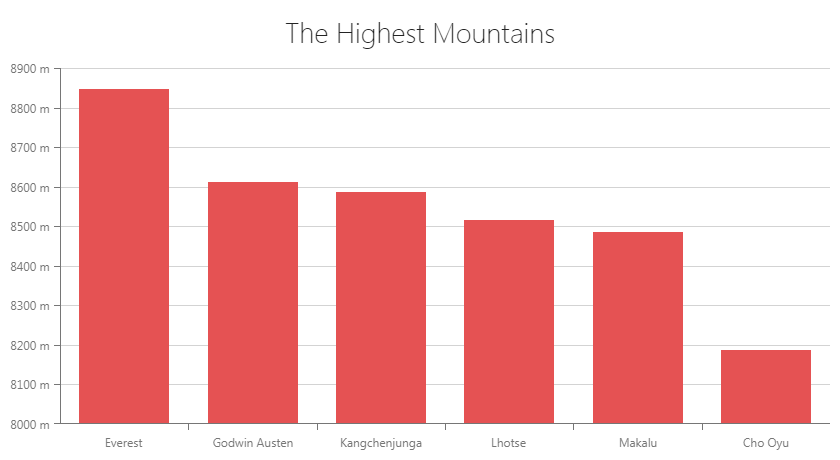 The Highest Mountains
8900 m
8800 m
8700 m
8600 m
8500 m
8400 m
8300 m
8200 m
8100 m
8000 m
Everest Godwin Austen Kangchenjunga Lhotse Makalu Cho Oyu